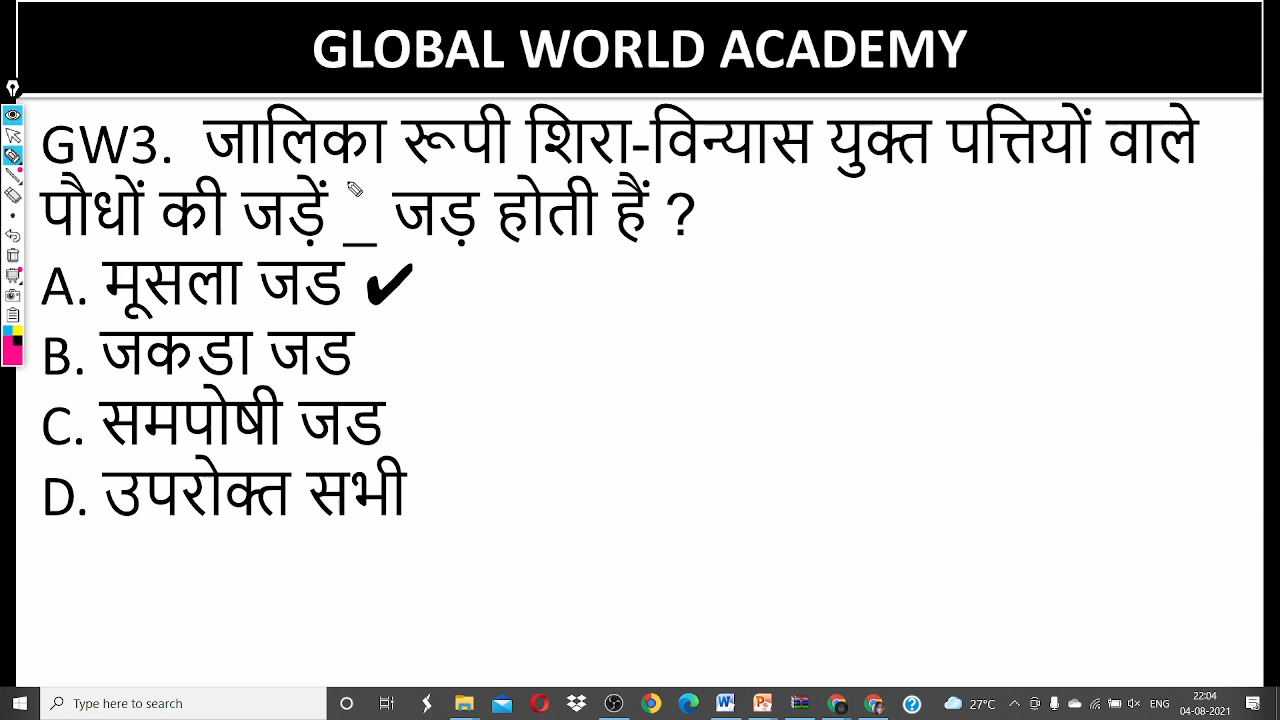 GLOBAL WORLD ACADEMY
GW3. जालिका रूपी शिरा-विन्यास युक्त पत्तियों वाले
पौधों की जड़ें _ जड़ होती हैं ?
A. मूसला जड ✔
B. जकडा जड
C. समपोषी जड
D. उपरोक्त सभी
Type here to search
27°C
ENG
22:04
04-08-2021